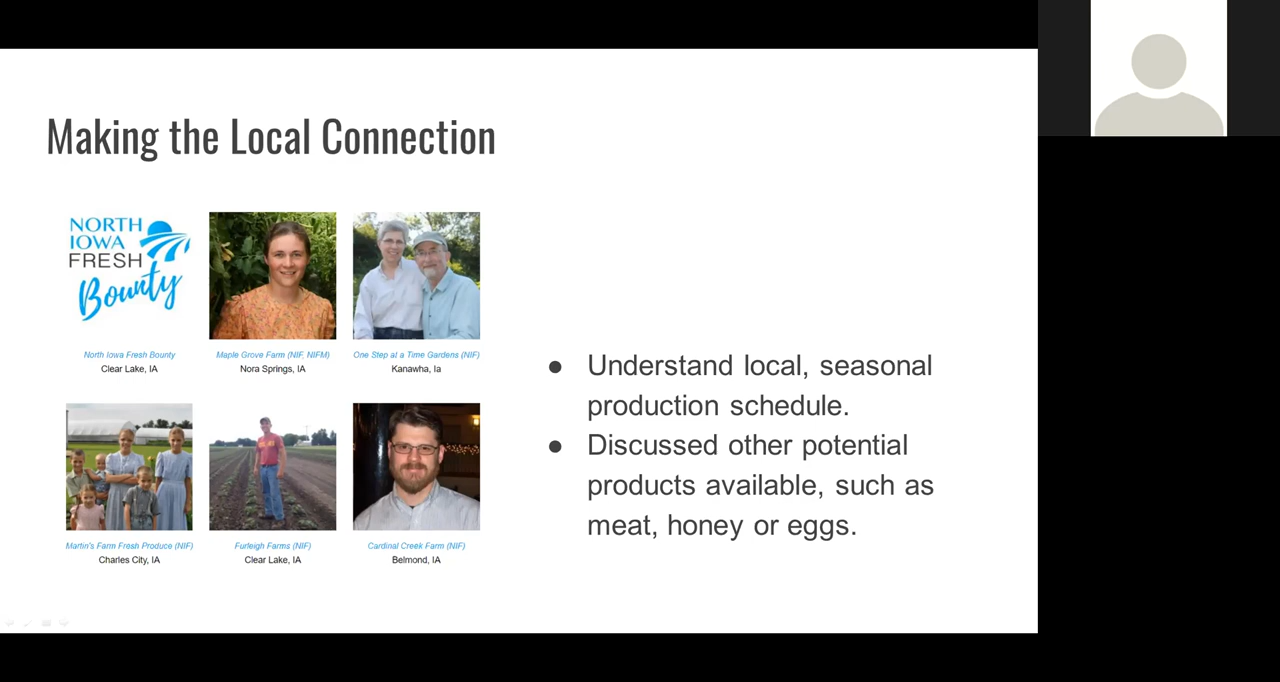 Making the Local Connection
NORTH
IOWA
FRESH
Bounty
North Iowa Fresh Bounty
Clear Lake, IA
Maple Grove Farm (NIF, NIFM)
Nora Springs, IA
One Step at a Time Gardens (NIF)
Kanawha, Ia
Martin's Farm Fresh Produce (NIF)
Charles City, IA
Furleigh Farms (NIF)
Clear Lake, IA
Cardinal Creek Farm (NIF)
Belmond, IA
● Understand local, seasonal
production schedule.
● Discussed other potential
products available, such as
meat, honey or eggs.